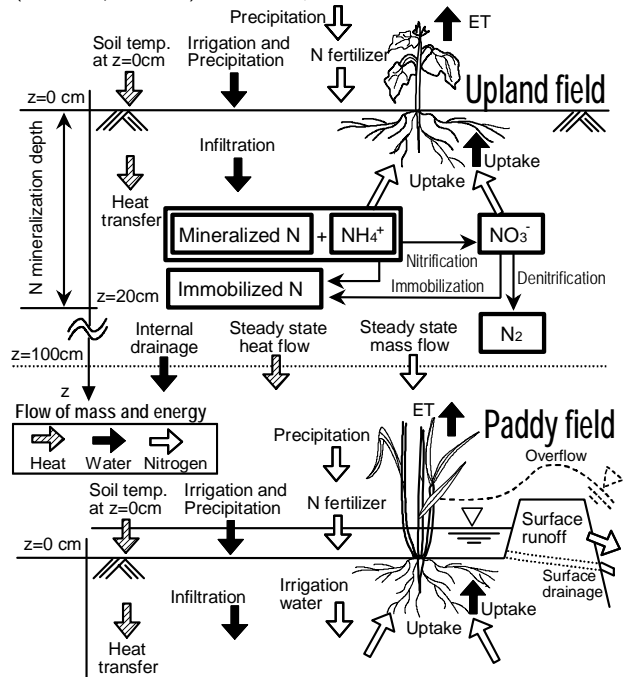 Precipitation
ET
Soil temp.
at z=0cm
Irrigation and
Precipitation
N fertilizer
Upland field
z=0 cm
N mineralization depth
Infiltration
Uptake
Uptake
Heat
transfer
Mineralized N + NH₄⁺
NO₃⁻
Nitrification
Immobilized N
Immobilization
Denitrification
z=20cm
N₂
Internal
drainage
Steady state
heat flow
Steady state
mass flow
z=100cm
z
Flow of mass and energy
Heat
Water
Nitrogen
ET
Paddy field
Precipitation
Overflow
Soil temp.
at z=0cm
Irrigation and
Precipitation
N fertilizer
Surface
runoff
z=0 cm
Surface
drainage
Infiltration
Irrigation
water
Uptake
Uptake
Heat
transfer